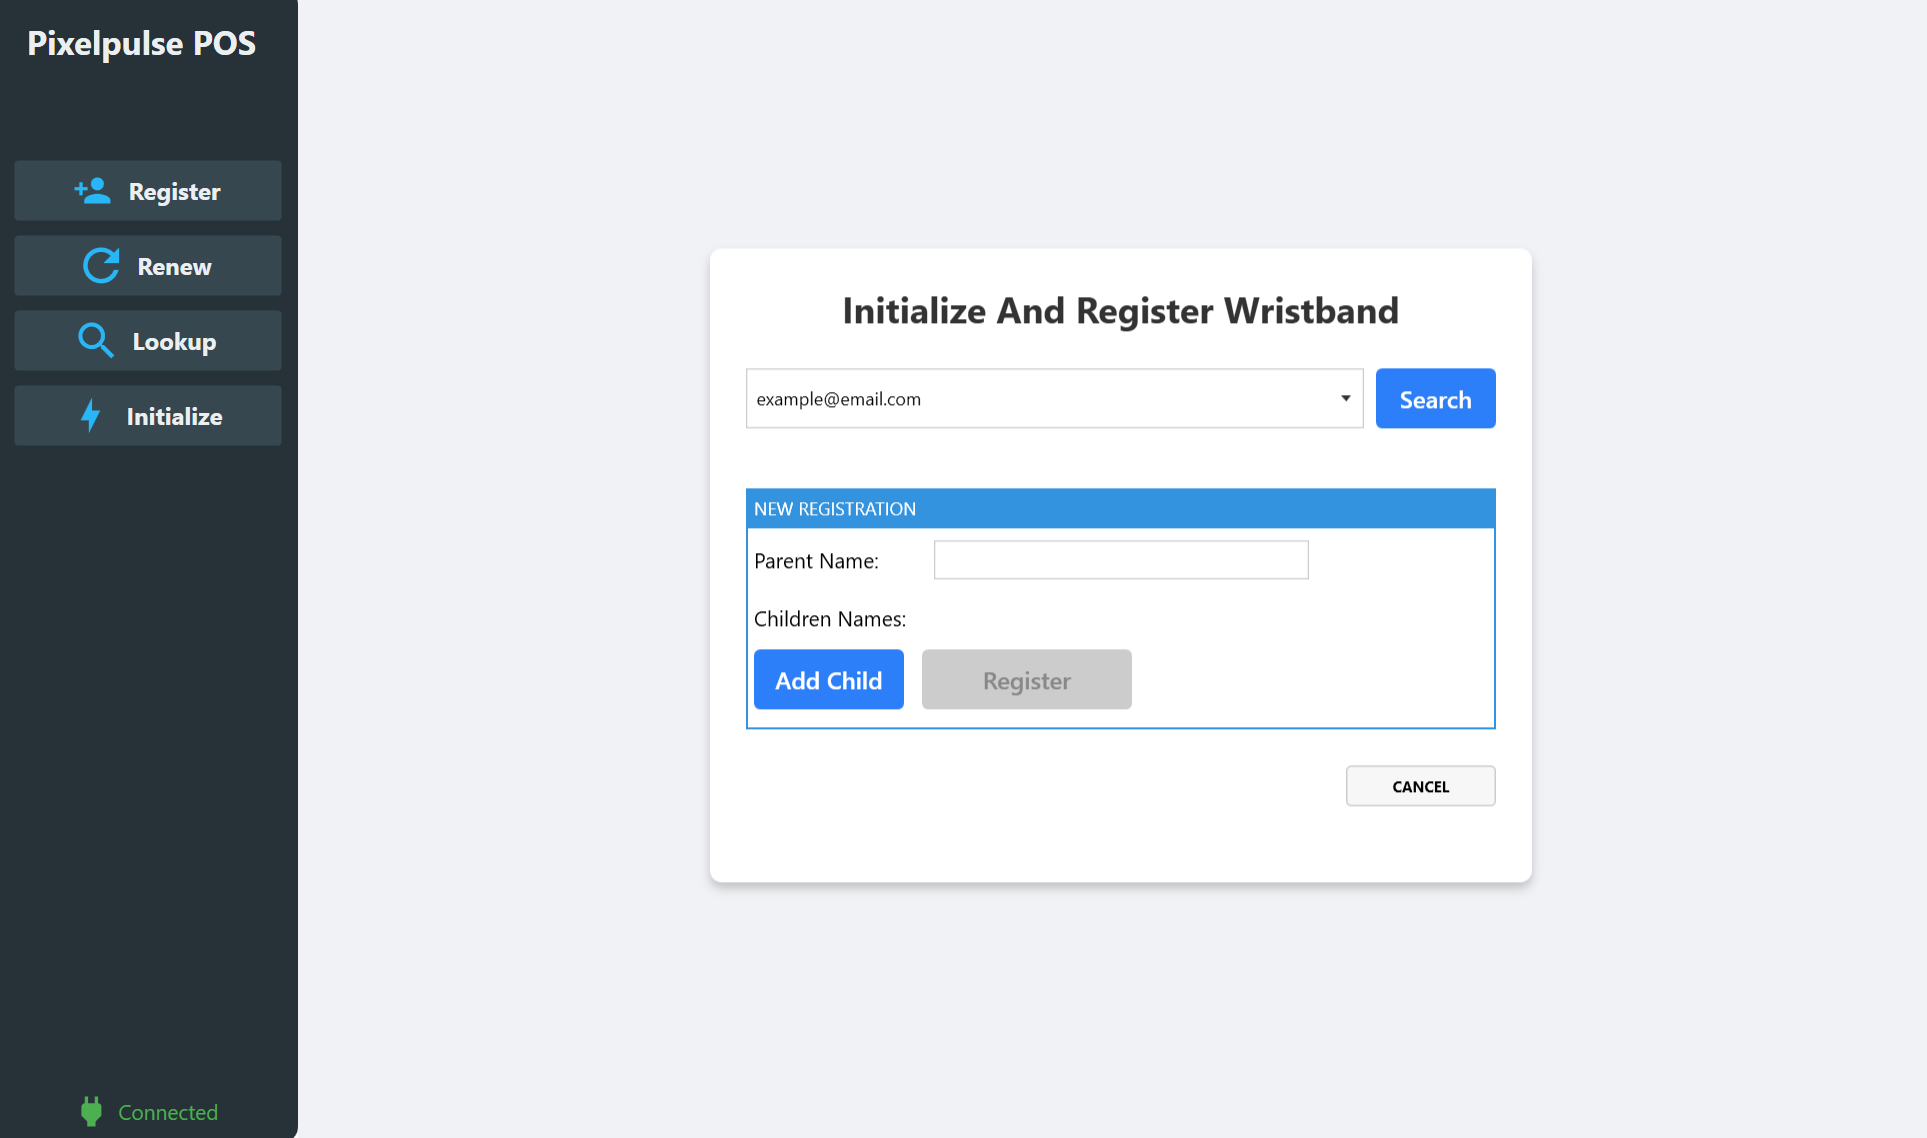 Pixelpulse POS
Register
Renew
Lookup
Initialize
Connected
Initialize And Register Wristband
example@email.com
Search
NEW REGISTRATION
Parent Name:
Children Names:
Add Child
Register
CANCEL